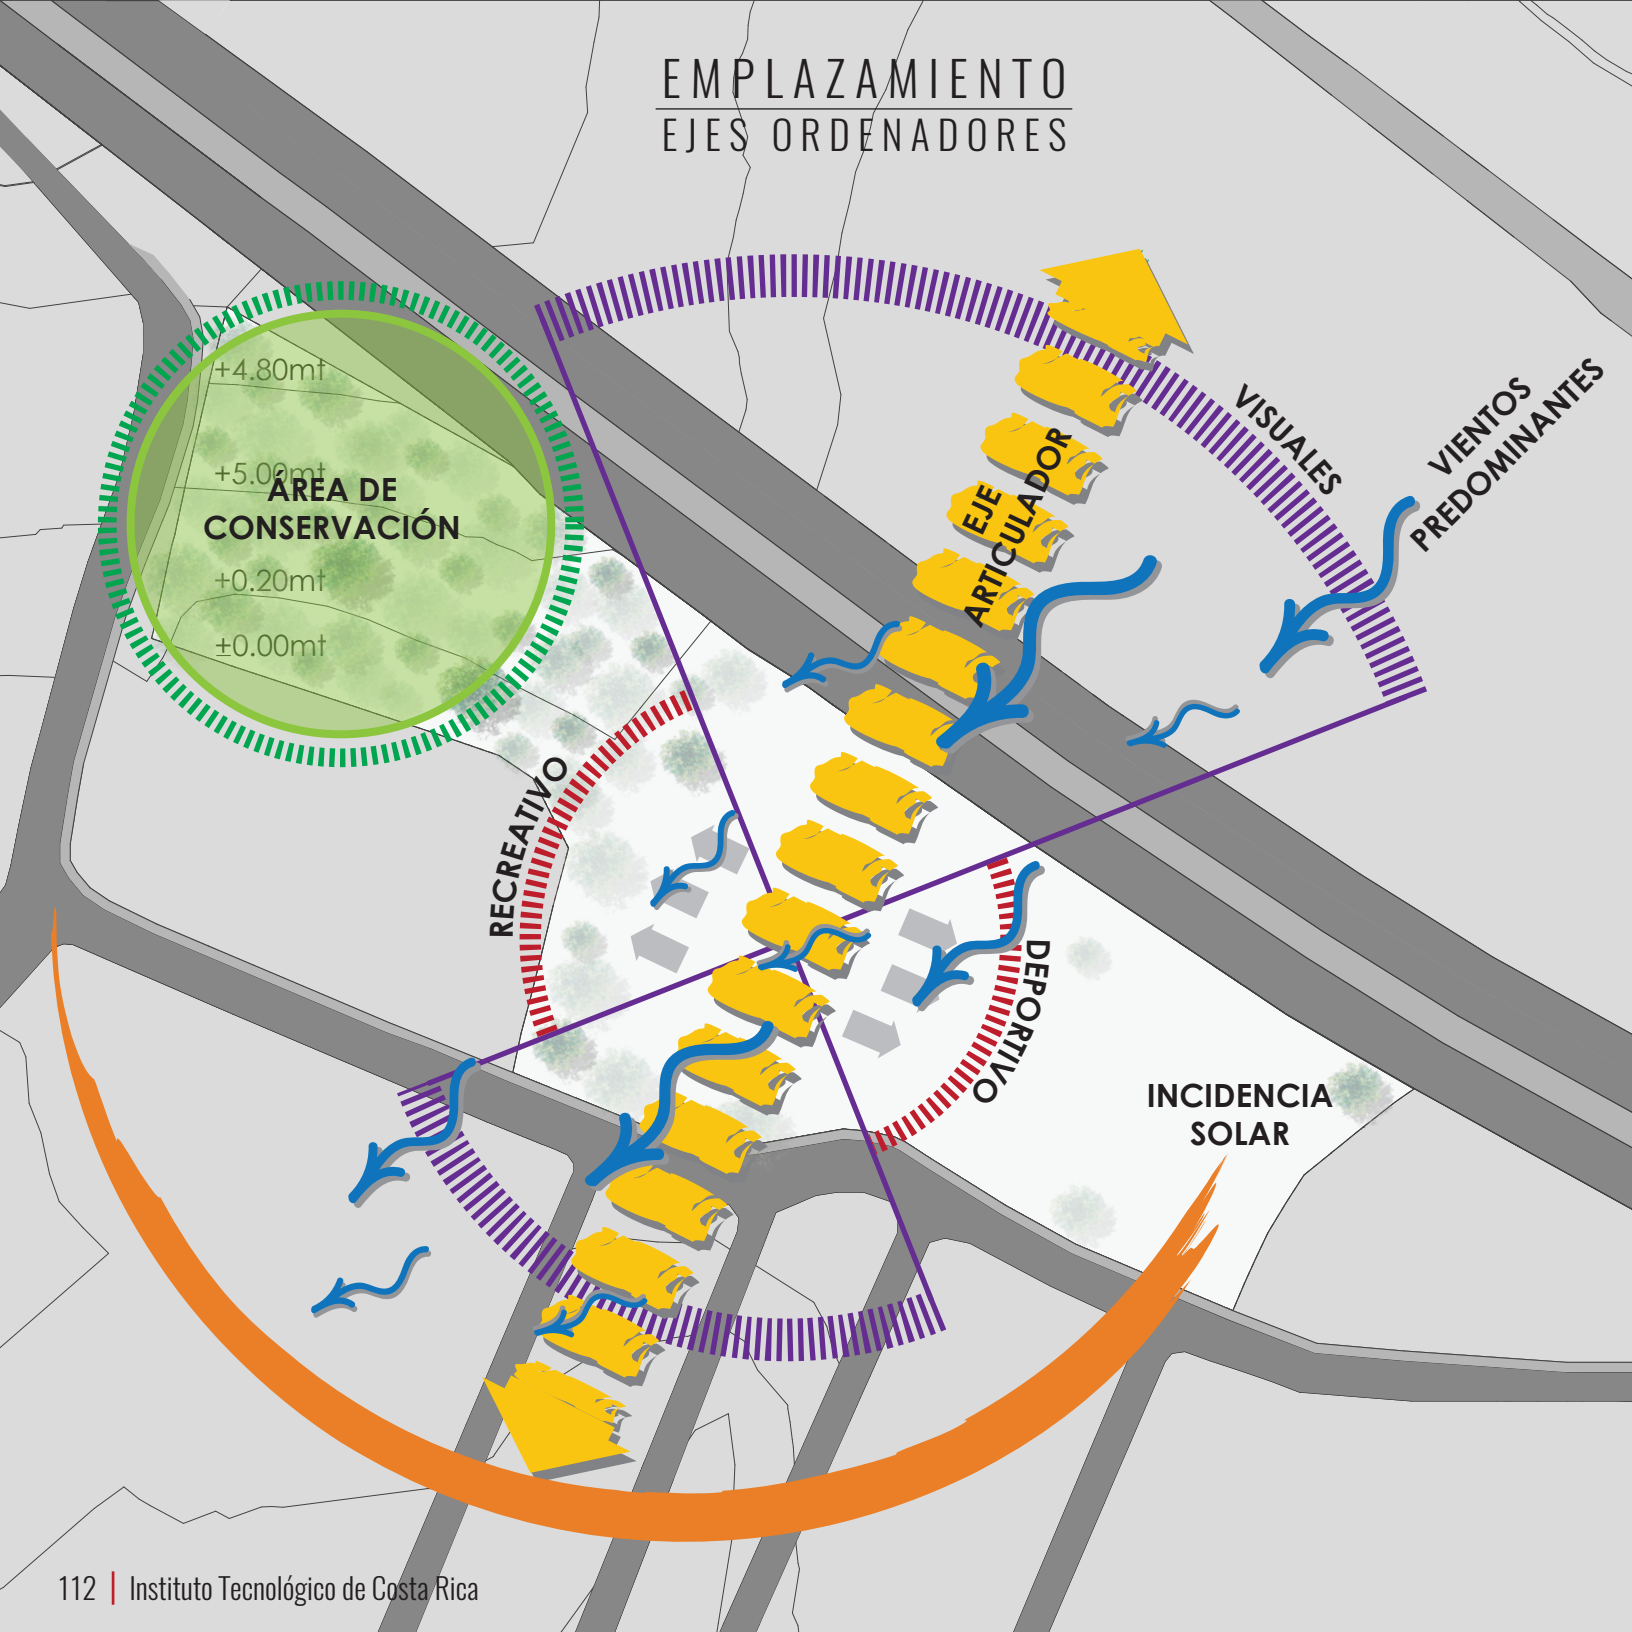 EMPLAZAMIENTO
EJES ORDENADORES
+4.80mt
+5.00mt
ÁREA DE
CONSERVACIÓN
+0.20mt
±0.00mt
EJE
ARTICULADOR
VISUALES
VIENTOS
PREDOMINANTES
RECREATIVO
DEPORTIVO
INCIDENCIA
SOLAR
112 | Instituto Tecnológico de Costa Rica